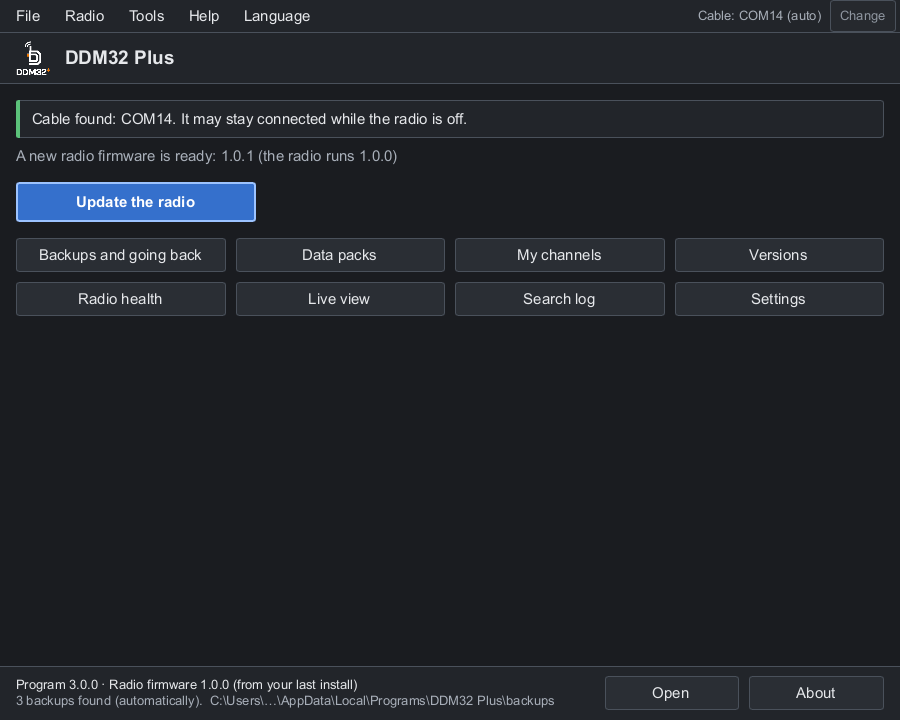 File Radio Tools Help Language Cable: COM14 (auto) Change
DDM32+ DDM32 Plus
Cable found: COM14. It may stay connected while the radio is off.
A new radio firmware is ready: 1.0.1 (the radio runs 1.0.0)
Update the radio
Backups and going back Data packs My channels Versions
Radio health Live view Search log Settings
Program 3.0.0 · Radio firmware 1.0.0 (from your last install)
3 backups found (automatically). C:\Users\…\AppData\Local\Programs\DDM32 Plus\backups
Open About